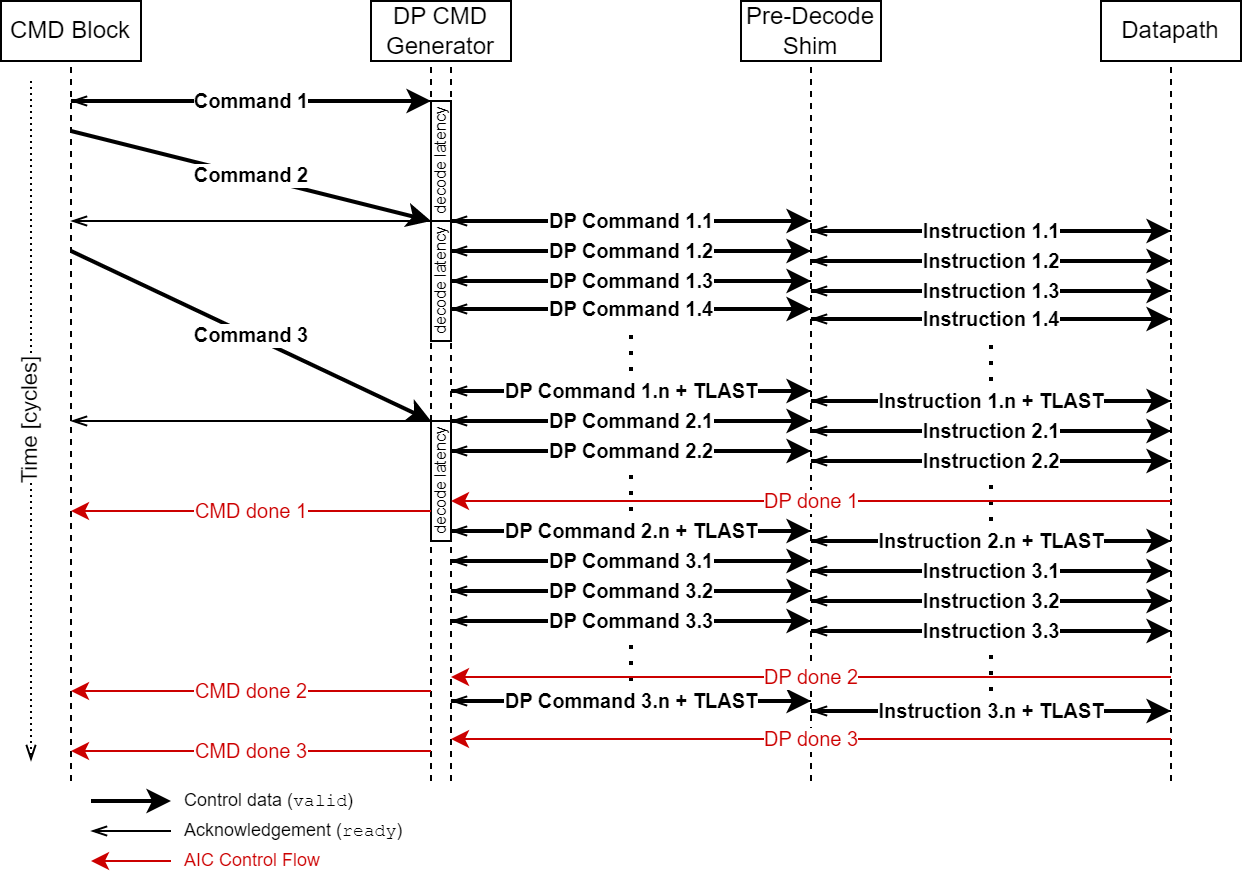 CMD Block
DP CMD
Generator
Pre-Decode
Shim
Datapath
Time [cycles]
Command 1
decode latency
Command 2
DP Command 1.1
Instruction 1.1
decode latency
DP Command 1.2
Instruction 1.2
DP Command 1.3
Instruction 1.3
DP Command 1.4
Instruction 1.4
Command 3
DP Command 1.n + TLAST
Instruction 1.n + TLAST
DP Command 2.1
Instruction 2.1
decode latency
DP Command 2.2
Instruction 2.2
DP done 1
CMD done 1
DP Command 2.n + TLAST
Instruction 2.n + TLAST
DP Command 3.1
Instruction 3.1
DP Command 3.2
Instruction 3.2
DP Command 3.3
Instruction 3.3
DP done 2
CMD done 2
DP Command 3.n + TLAST
Instruction 3.n + TLAST
DP done 3
CMD done 3
Control data (valid)
Acknowledgement (ready)
AIC Control Flow